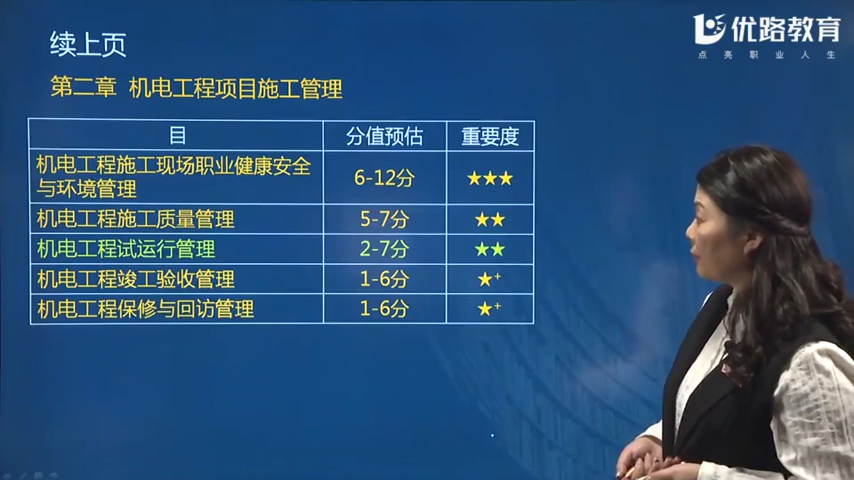 续上页
优路教育
点亮职业人生
第二章 机电工程项目施工管理
目 分值预估 重要度
机电工程施工现场职业健康安全
与环境管理 6-12分 ★★★
机电工程施工质量管理 5-7分 ★★
机电工程试运行管理 2-7分 ★★
机电工程竣工验收管理 1-6分 ★+
机电工程保修与回访管理 1-6分 ★+